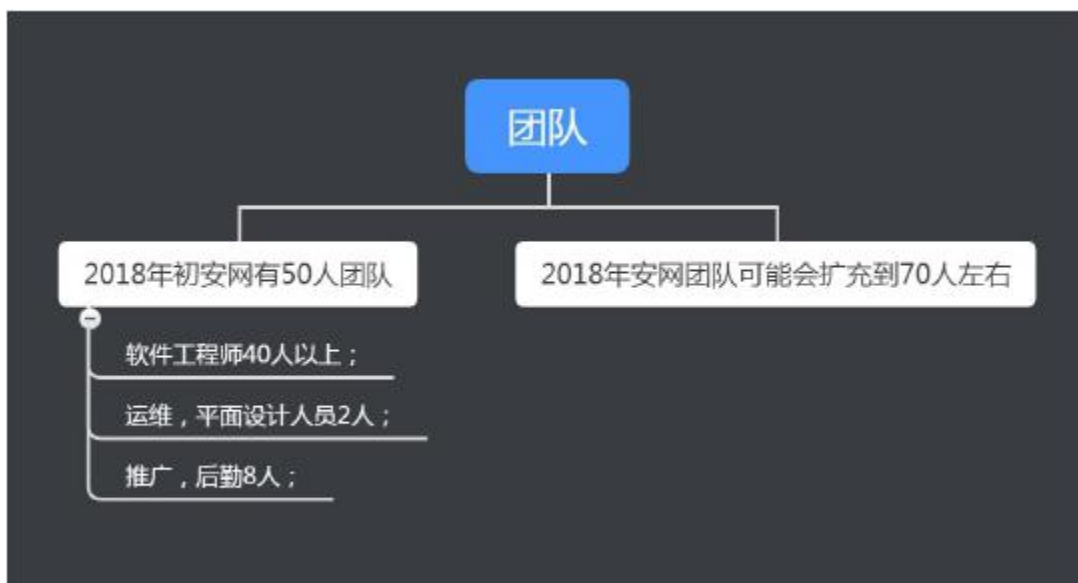 团队
2018年初安网有50人团队
2018年安网团队可能会扩充到70人左右
软件工程师40人以上；
运维，平面设计人员2人；
推广，后勤8人；